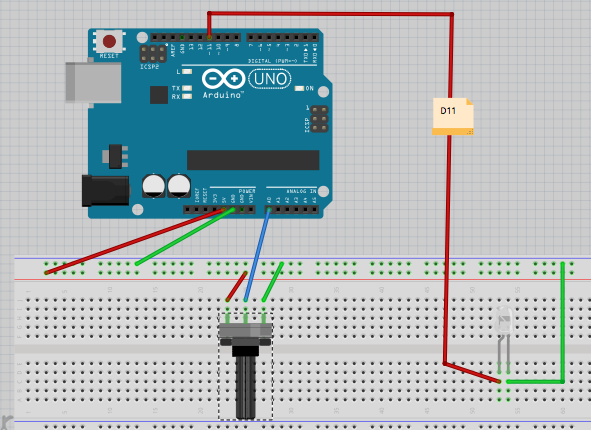 RESET
ICSP2
AREF
GND
13
12
~11
~10
~9
8
7
~6
~5
4
~3
2
TX▸1
RX◂0
DIGITAL (PWM~)
L
TX
RX
UNO
ON
Arduino™
1
ICSP
D11
IOREF
RESET
3V3
5V
GND
GND
VIN
POWER
ANALOG IN
A0
A1
A2
A3
A4
A5